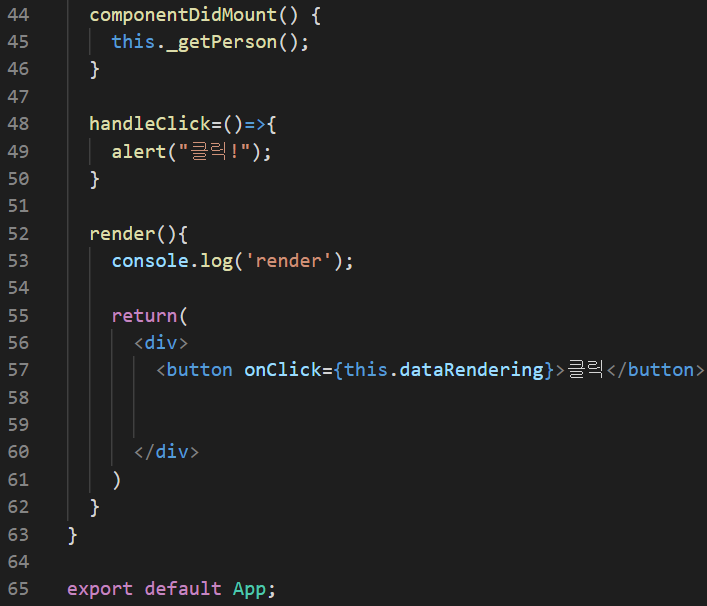 44 componentDidMount() {
45 this._getPerson();
46 }
47
48 handleClick=()=>{
49 alert("클릭!");
50 }
51
52 render(){
53 console.log('render');
54
55 return(
56 <div>
57 <button onClick={this.dataRendering}>클릭</button>
58
59
60 </div>
61 )
62 }
63 }
64
65 export default App;